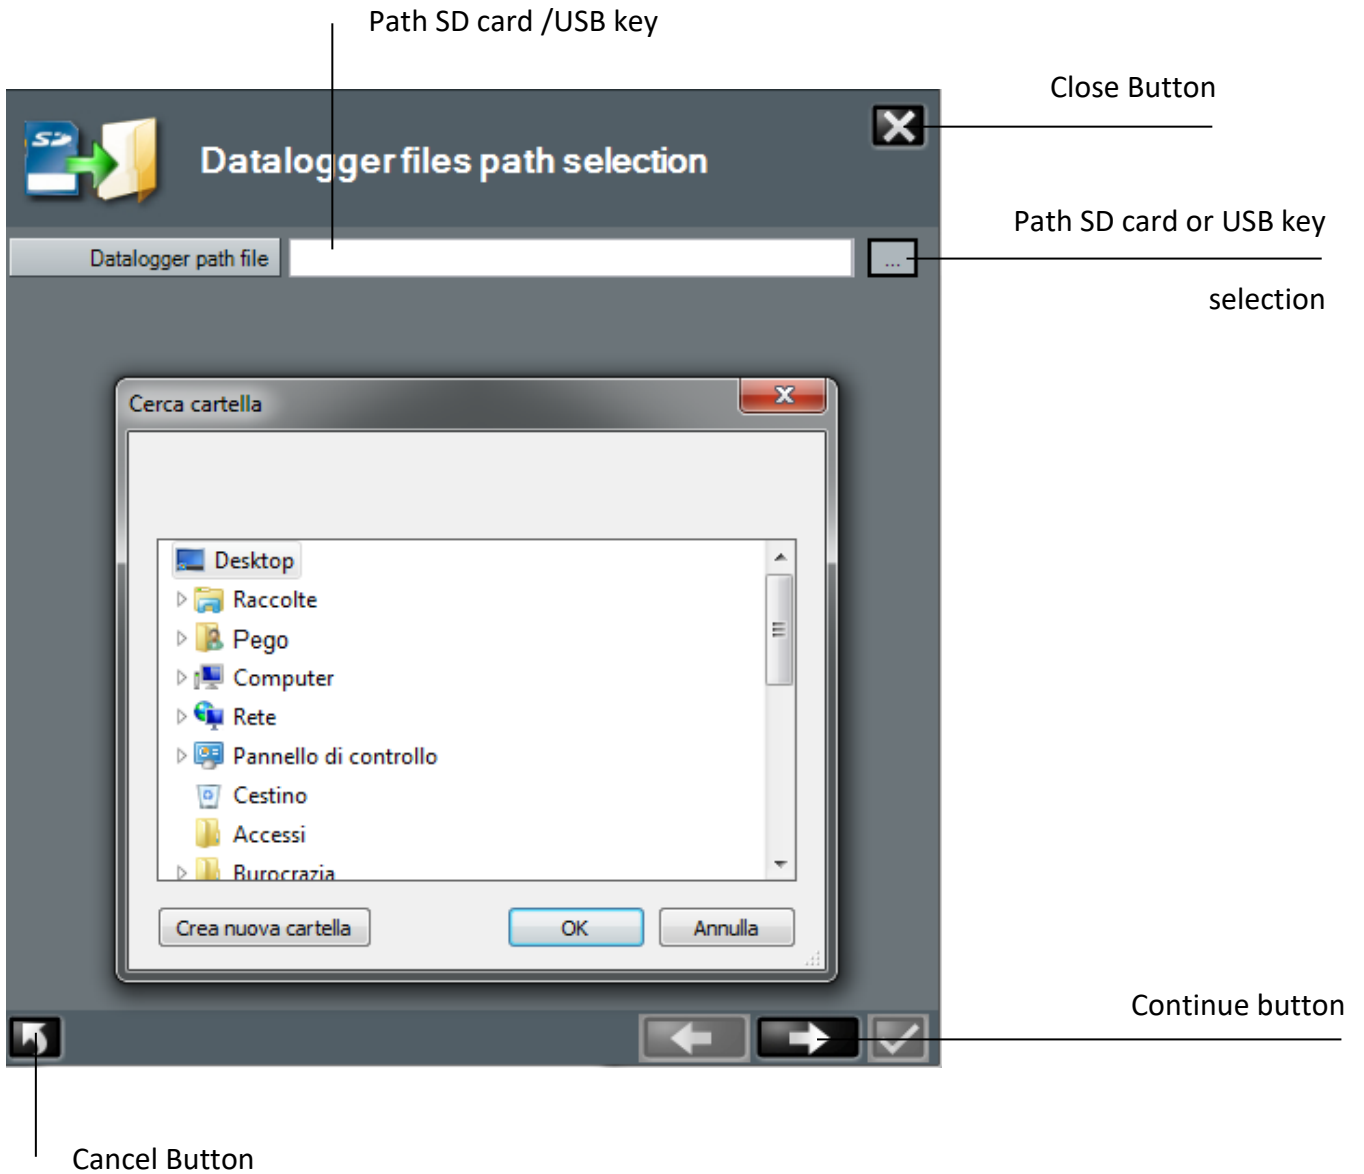 Path SD card /USB key
Close Button
SD
Datalogger files path selection
Path SD card or USB key
selection
Datalogger path file
...
Cerca cartella
Desktop
Raccolte
Pego
Computer
Rete
Pannello di controllo
Cestino
Accessi
Burocrazia
Crea nuova cartella
OK
Annulla
Continue button
Cancel Button